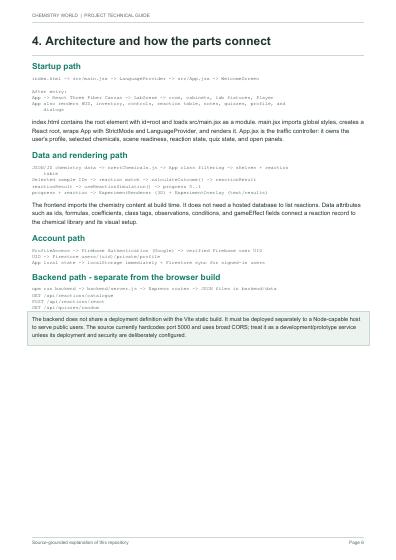 CHEMISTRY WORLD | PROJECT TECHNICAL GUIDE
4. Architecture and how the parts connect
Startup path
index.html -> src/main.jsx -> LanguageProvider -> src/App.jsx -> WelcomeScreen
After entry:
App -> React Three Fiber Canvas -> LabScene -> room, cabinets, lab fixtures, Player
App also renders HUD, inventory, controls, reaction table, notes, quizzes, profile, and
dialogs
index.html contains the root element with id=root and loads src/main.jsx as a module. main.jsx imports global styles, creates a
React root, wraps App with StrictMode and LanguageProvider, and renders it. App.jsx is the traffic controller: it owns the
user's profile, selected chemicals, scene readiness, reaction state, quiz state, and open panels.
Data and rendering path
JSON/JS chemistry data -> userChemicals.js -> App class filtering -> shelves + reaction
table
Selected sample IDs -> reaction match -> calculateOutcome() -> reactionResult
reactionResult -> useReactionSimulation() -> progress 0..1
progress + reaction -> ExperimentRenderer (3D) + ExperimentOverlay (text/results)
The frontend imports the chemistry content at build time. It does not need a hosted database to list reactions. Data attributes
such as ids, formulas, coefficients, class tags, observations, conditions, and gameEffect fields connect a reaction record to
the chemical library and its visual setup.
Account path
ProfileAccess -> Firebase Authentication (Google) -> verified Firebase user UID
UID -> Firestore users/{uid}/private/profile
App local state -> localStorage immediately + Firestore sync for signed-in users
Backend path - separate from the browser build
npm run backend -> backend/server.js -> Express routes -> JSON files in backend/data
GET /api/reactions/catalogue
POST /api/reactions/react
GET /api/quizzes/random
The backend does not share a deployment definition with the Vite static build. It must be deployed separately to a Node-capable host
to serve public users. The source currently hardcodes port 5000 and uses broad CORS; treat it as a development/prototype service
unless its deployment and security are deliberately configured.
Source-grounded explanation of this repository
Page 6